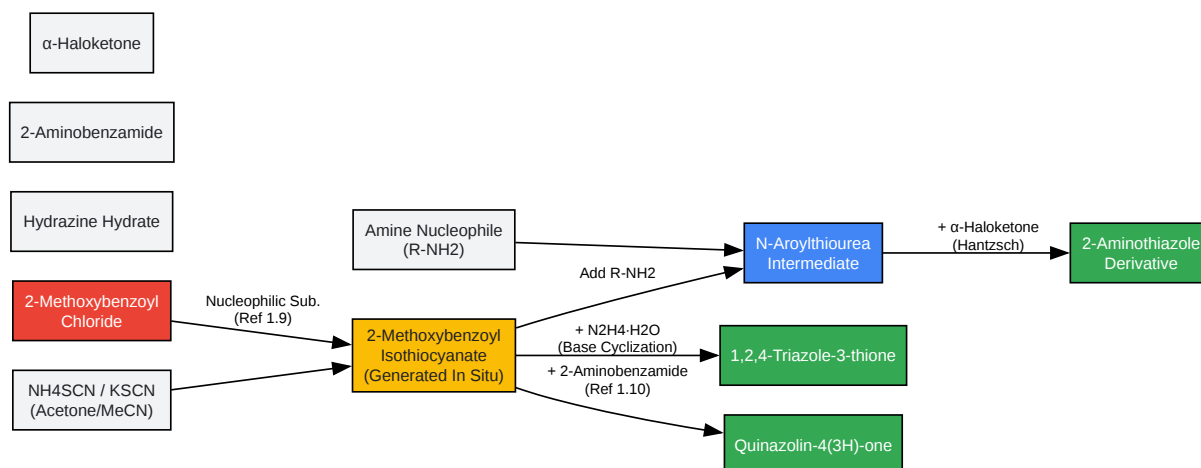 α-Haloketone
2-Aminobenzamide
Hydrazine Hydrate
2-Methoxybenzoyl
Chloride
NH4SCN / KSCN
(Acetone/MeCN)
Nucleophilic Sub.
(Ref 1.9)
Amine Nucleophile
(R-NH2)
2-Methoxybenzoyl
Isothiocyanate
(Generated In Situ)
Add R-NH2
+ N2H4·H2O
(Base Cyclization)
+ 2-Aminobenzamide
(Ref 1.10)
N-Aroylthiourea
Intermediate
1,2,4-Triazole-3-thione
Quinazolin-4(3H)-one
+ α-Haloketone
(Hantzsch)
2-Aminothiazole
Derivative